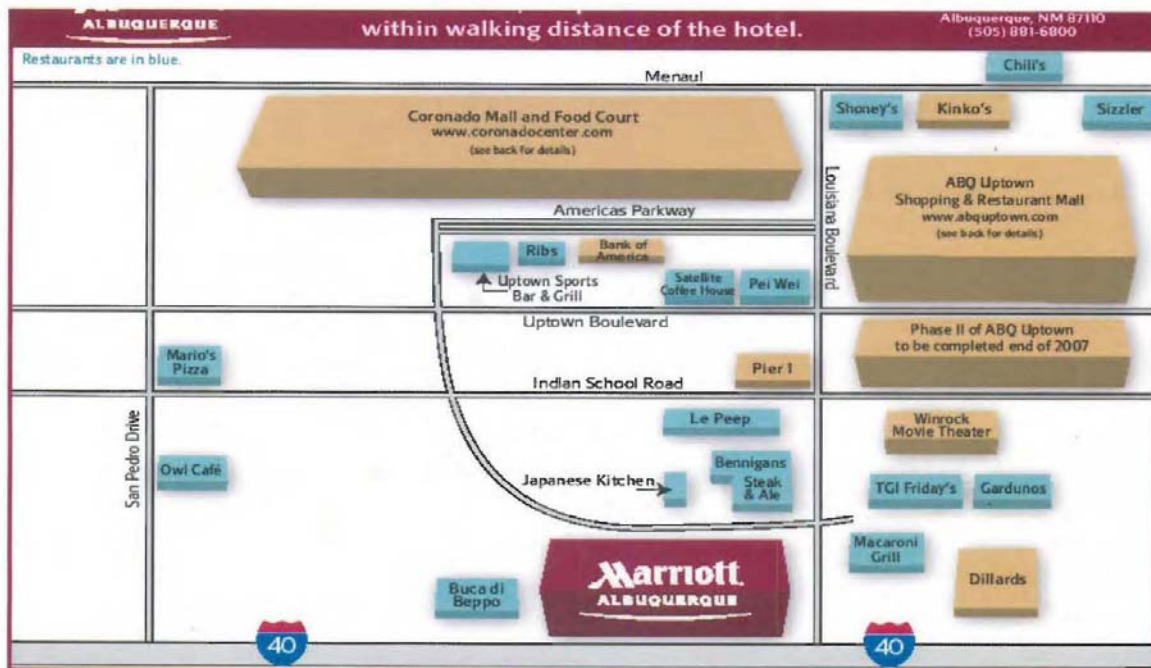 ALBUQUERQUE
within walking distance of the hotel.
Albuquerque, NM 87110
(505) 881-6800
Restaurants are in blue.
Chili's
Menaul
Coronado Mall and Food Court
www.coronadocenter.com
(see back for details)
Shoney's
Kinko's
Sizzler
Louisiana Boulevard
ABQ Uptown
Shopping & Restaurant Mall
www.abquptown.com
(see back for details)
Americas Parkway
Ribs
Bank of
America
Uptown Sports
Bar & Grill
Satellite
Coffee House
Pei Wei
Uptown Boulevard
Phase II of ABQ Uptown
to be completed end of 2007
Mario's
Pizza
Pier 1
Indian School Road
San Pedro Drive
Le Peep
Winrock
Movie Theater
Owl Café
Japanese Kitchen
Bennigans
Steak
& Ale
TGI Friday's
Gardunos
Macaroni
Grill
Dillards
Buca di
Beppo
Marriott
ALBUQUERQUE
40
40